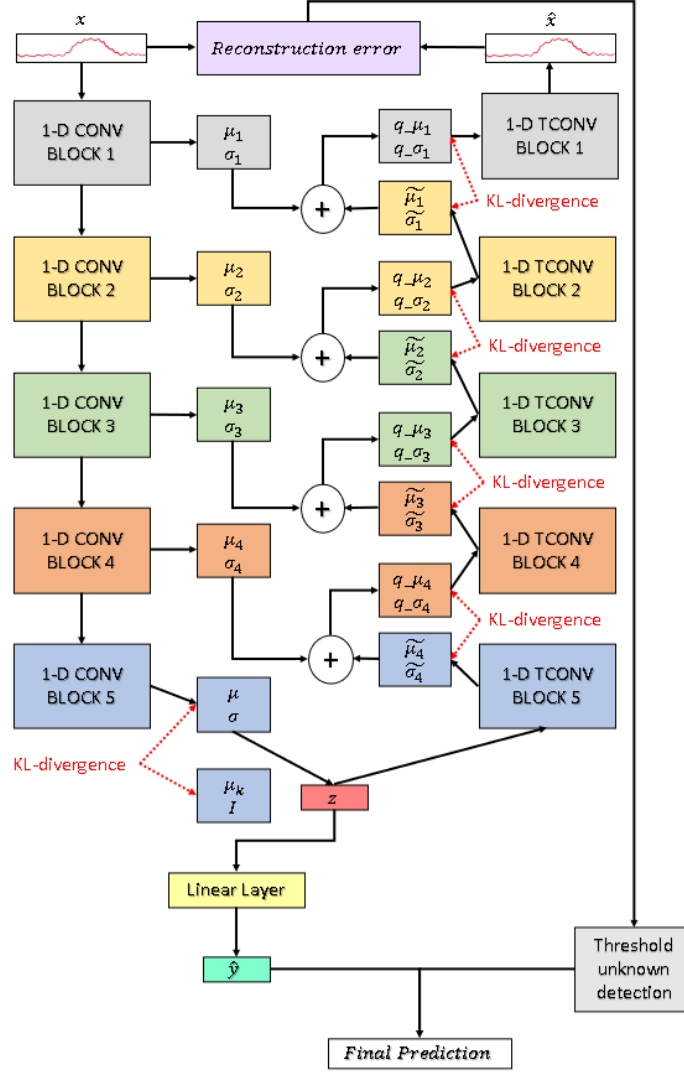 x
x̂
Reconstruction error
1-D CONV
BLOCK 1
μ₁
σ₁
q_μ₁
q_σ₁
1-D TCONV
BLOCK 1
+
μ̃₁
σ̃₁
KL-divergence
1-D CONV
BLOCK 2
μ₂
σ₂
q_μ₂
q_σ₂
1-D TCONV
BLOCK 2
+
μ̃₂
σ̃₂
KL-divergence
1-D CONV
BLOCK 3
μ₃
σ₃
q_μ₃
q_σ₃
1-D TCONV
BLOCK 3
+
μ̃₃
σ̃₃
KL-divergence
1-D CONV
BLOCK 4
μ₄
σ₄
q_μ₄
q_σ₄
1-D TCONV
BLOCK 4
+
μ̃₄
σ̃₄
KL-divergence
1-D CONV
BLOCK 5
μ
σ
1-D TCONV
BLOCK 5
KL-divergence
μₖ
I
z
Linear Layer
ŷ
Threshold
unknown
detection
Final Prediction